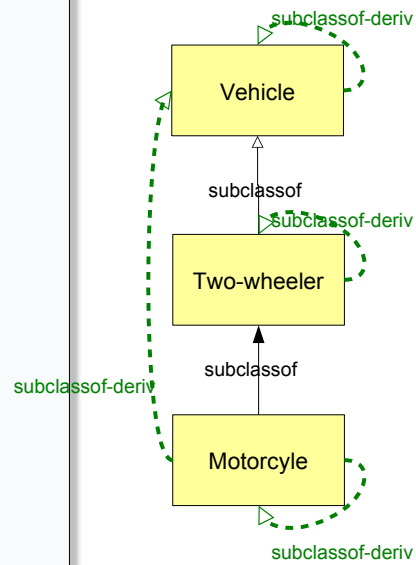 subclassof-deriv
Vehicle
subclassof
subclassof-deriv
Two-wheeler
subclassof
subclassof-deriv
Motorcyle
subclassof-deriv